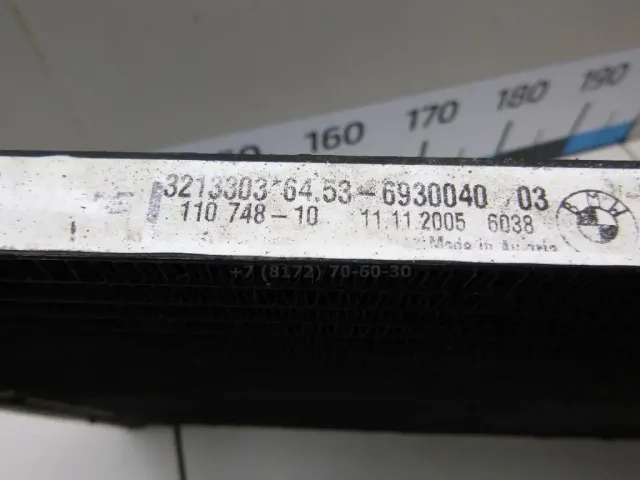 160 170 180 190
3213303*64.53-6930040 03
110 748-10 11.11.2005 6038
BMW
Made in Austria
+7 (8172) 70-60-30